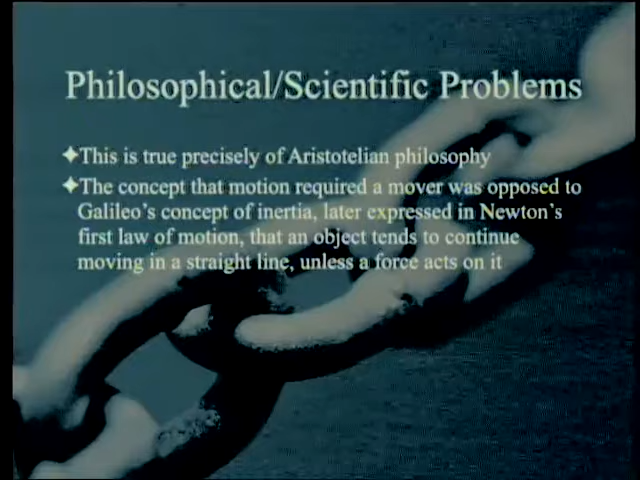 Philosophical/Scientific Problems
✦This is true precisely of Aristotelian philosophy
✦The concept that motion required a mover was opposed to
Galileo's concept of inertia, later expressed in Newton's
first law of motion, that an object tends to continue
moving in a straight line, unless a force acts on it